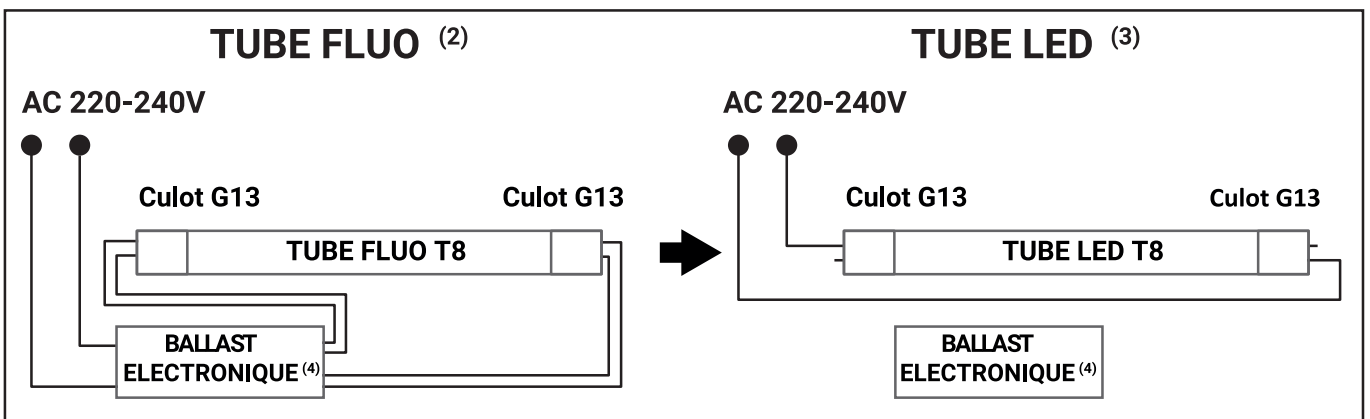 TUBE FLUO (2)
AC 220-240V
Culot G13
Culot G13
TUBE FLUO T8
BALLAST
ELECTRONIQUE (4)
TUBE LED (3)
AC 220-240V
Culot G13
Culot G13
TUBE LED T8
BALLAST
ELECTRONIQUE (4)